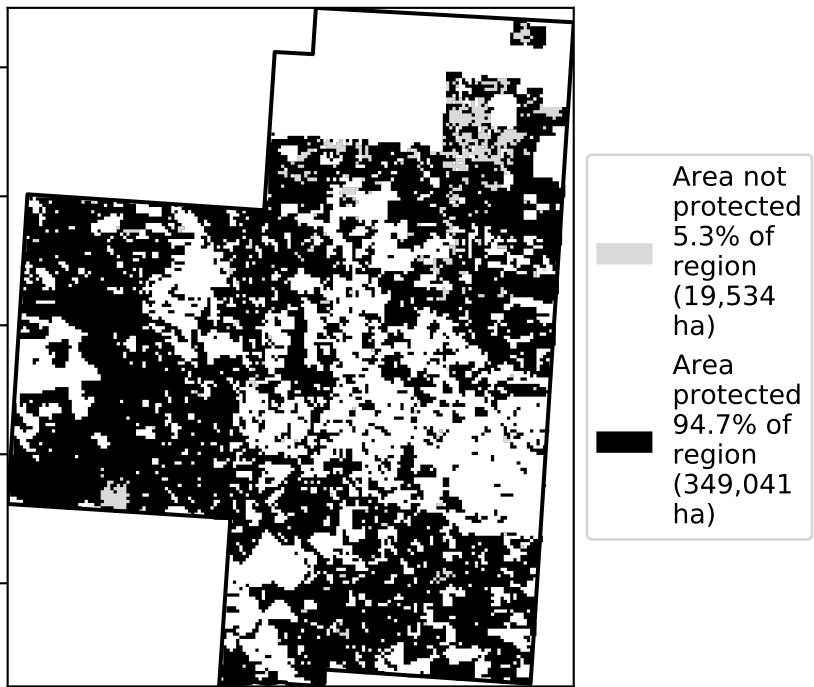 Area not
protected
5.3% of
region
(19,534
ha)
Area
protected
94.7% of
region
(349,041
ha)